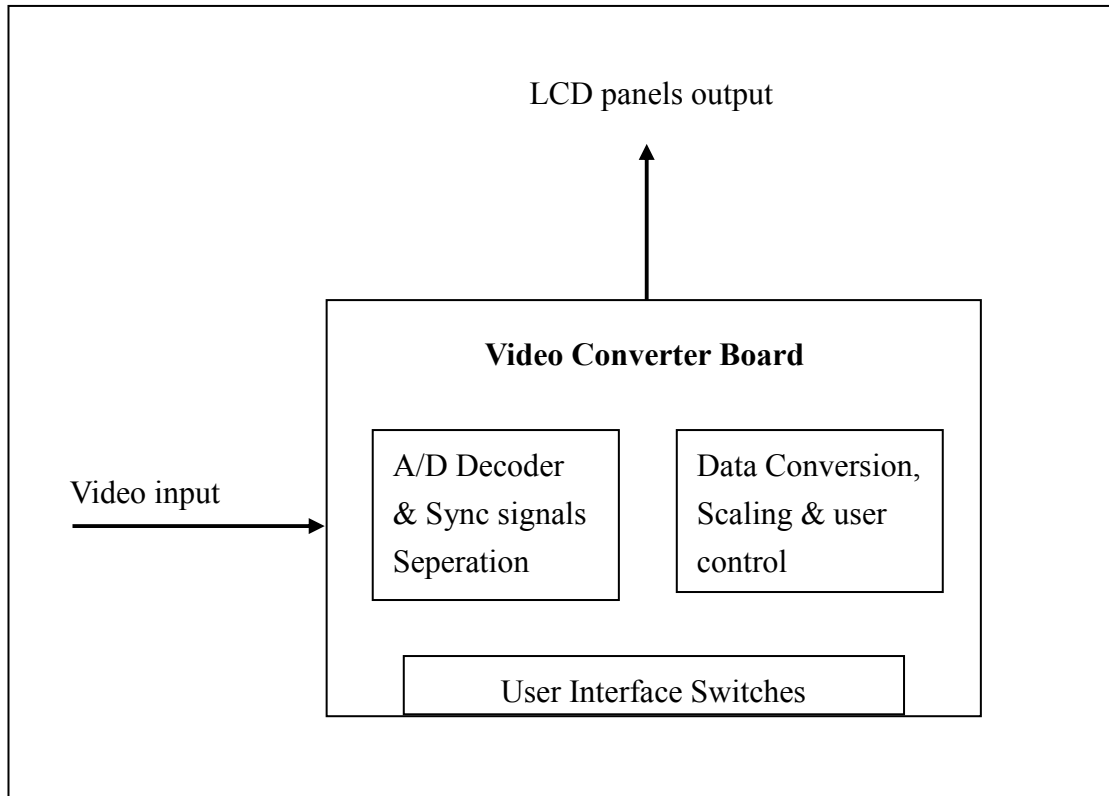 LCD panels output
Video Converter Board
Video input
A/D Decoder
& Sync signals
Seperation
Data Conversion,
Scaling & user
control
User Interface Switches